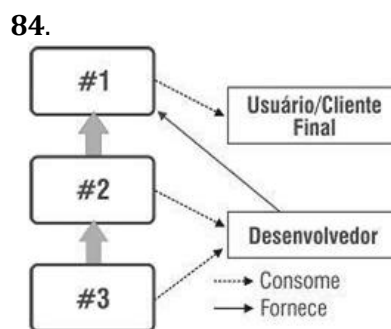 84.
#1
Usuário/Cliente
Final
#2
Desenvolvedor
#3
Consome
Fornece